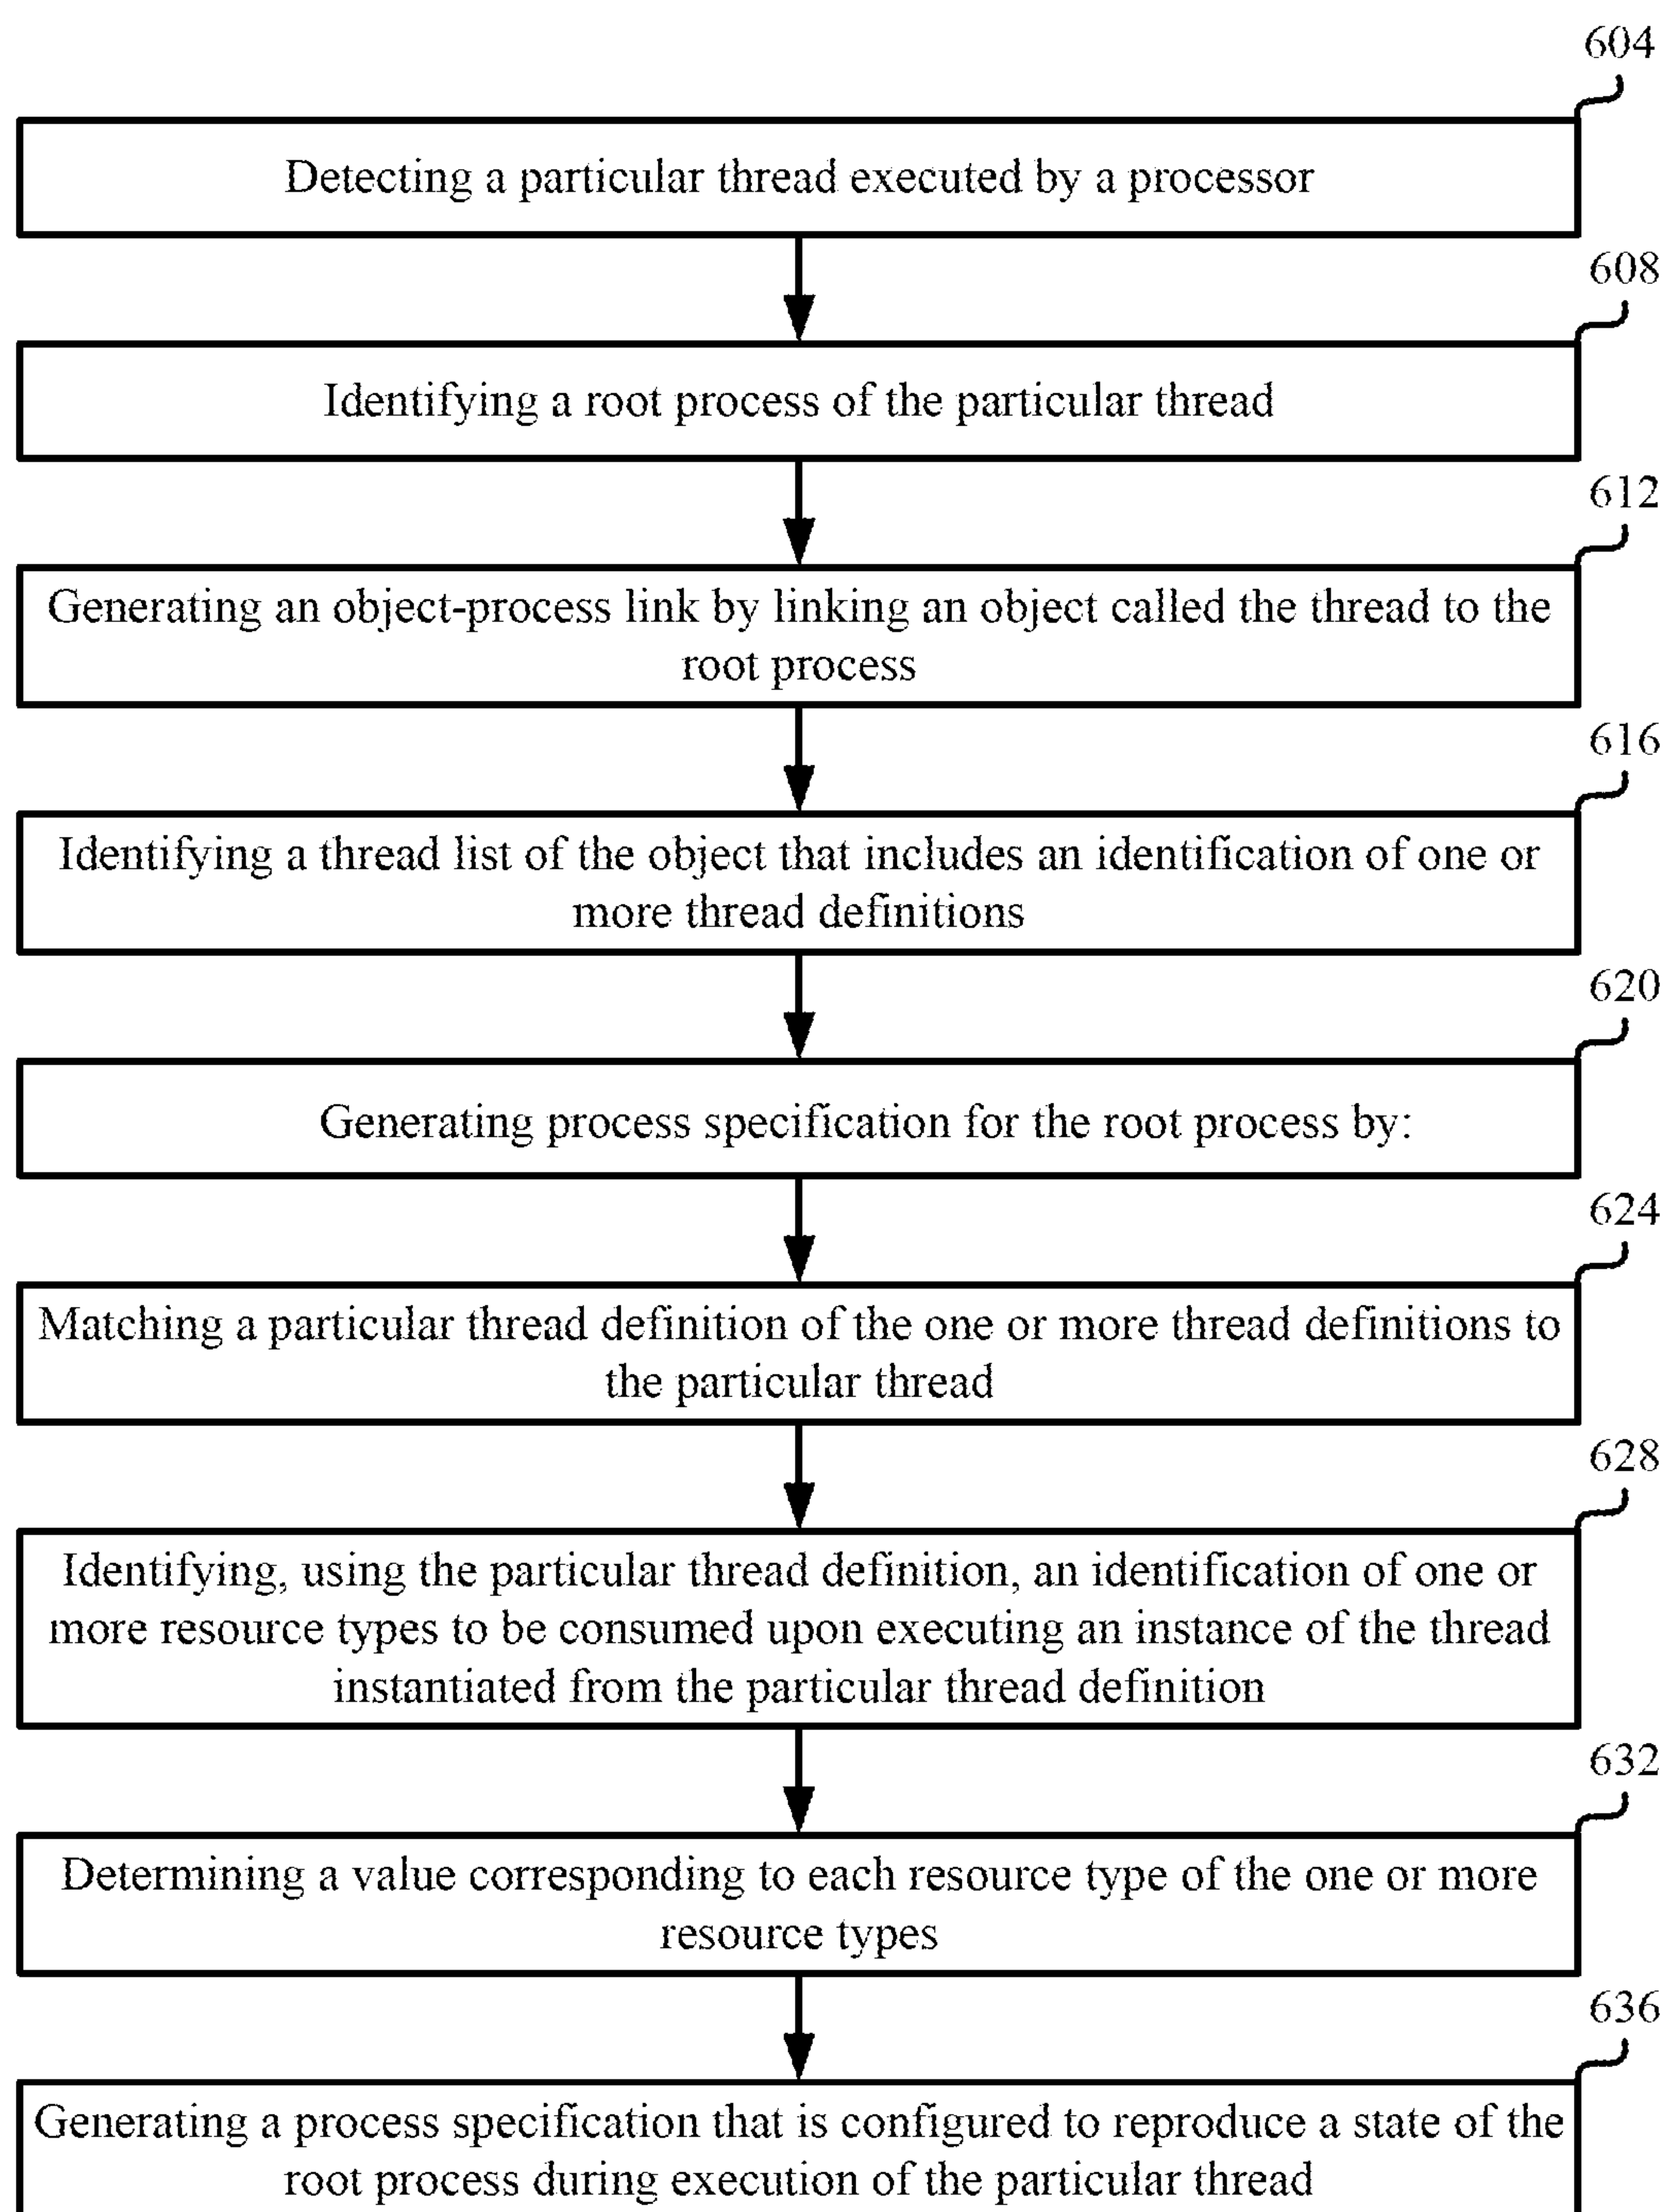 604
Detecting a particular thread executed by a processor
608
Identifying a root process of the particular thread
612
Generating an object-process link by linking an object called the thread to the
root process
616
Identifying a thread list of the object that includes an identification of one or
more thread definitions
620
Generating process specification for the root process by:
624
Matching a particular thread definition of the one or more thread definitions to
the particular thread
628
Identifying, using the particular thread definition, an identification of one or
more resource types to be consumed upon executing an instance of the thread
instantiated from the particular thread definition
632
Determining a value corresponding to each resource type of the one or more
resource types
636
Generating a process specification that is configured to reproduce a state of the
root process during execution of the particular thread